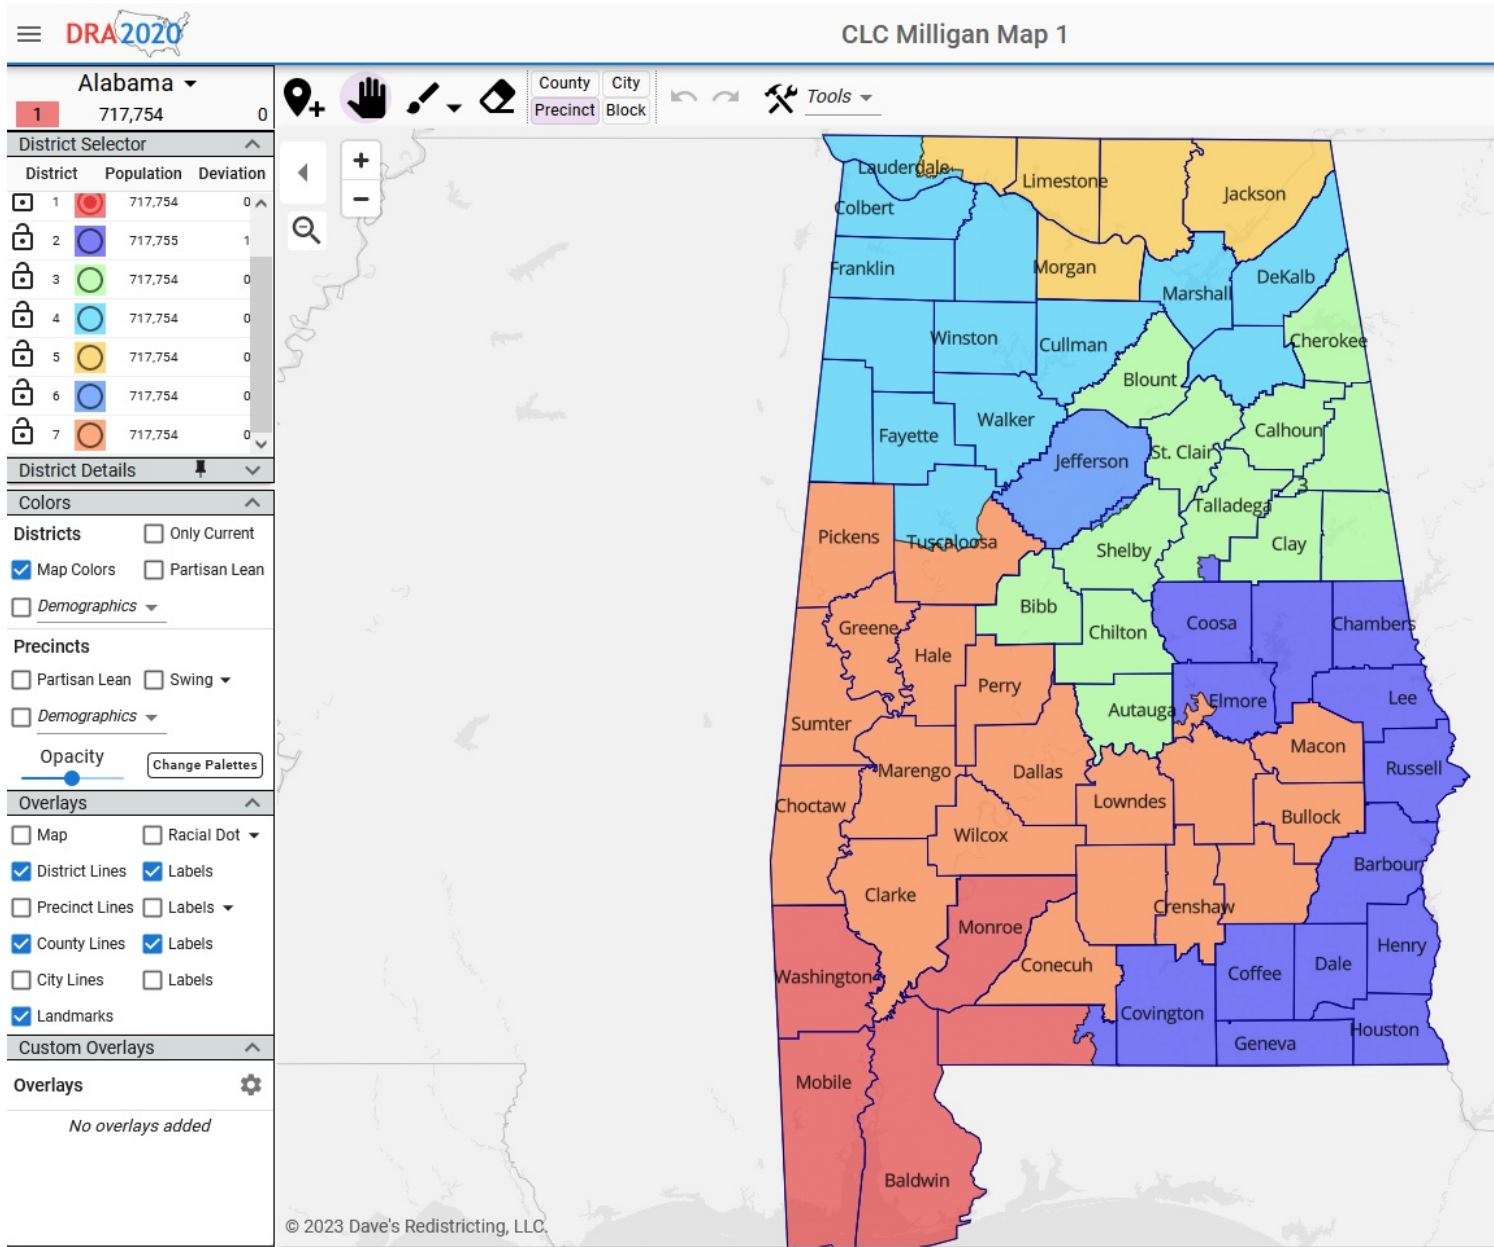 DRA2020
CLC Milligan Map 1
Alabama
1 717,754 0
County City
Precinct Block
Tools
District Selector
District Population Deviation
1 717,754 0
2 717,755 1
3 717,754 0
4 717,754 0
5 717,754 0
6 717,754 0
7 717,754 0
District Details
Colors
Districts Only Current
Map Colors Partisan Lean
Demographics
Precincts
Partisan Lean Swing
Demographics
Opacity Change Palettes
Overlays
Map Racial Dot
District Lines Labels
Precinct Lines Labels
County Lines Labels
City Lines Labels
Landmarks
Custom Overlays
Overlays
No overlays added
Lauderdale
Limestone
Jackson
Colbert
Franklin
Morgan
DeKalb
Marshall
Winston
Cullman
Cherokee
Blount
Walker
Fayette
Calhoun
St. Clair
Jefferson
3
Talladega
Pickens
Tuscaloosa
Shelby
Clay
Bibb
Coosa
Chambers
Greene
Chilton
Hale
Perry
Elmore
Lee
Autauga
Sumter
Macon
Marengo
Dallas
Russell
Choctaw
Lowndes
Bullock
Wilcox
Barbour
Clarke
Crenshaw
Monroe
Henry
Conecuh
Dale
Coffee
Washington
Covington
Houston
Geneva
Mobile
Baldwin
© 2023 Dave's Redistricting, LLC.